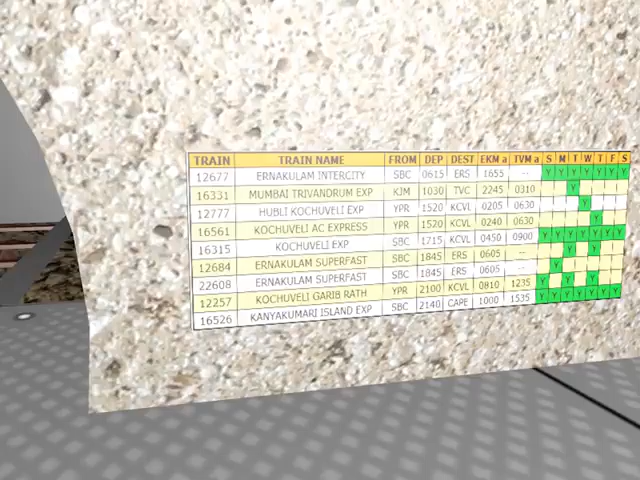 TRAIN TRAIN NAME FROM DEP DEST EKM a TVM a S M T W T F S
12677 ERNAKULAM INTERCITY SBC 0615 ERS 1655 -- Y Y Y Y Y Y Y
16331 MUMBAI TRIVANDRUM EXP KJM 1030 TVC 2245 0310 Y
12777 HUBLI KOCHUVELI EXP YPR 1520 KCVL 0205 0630 Y
16561 KOCHUVELI AC EXPRESS YPR 1520 KCVL 0240 0630 Y
16315 KOCHUVELI EXP SBC 1715 KCVL 0450 0900 Y Y Y Y Y Y Y
12684 ERNAKULAM SUPERFAST SBC 1845 ERS 0605 -- Y Y
22608 ERNAKULAM SUPERFAST SBC 1845 ERS 0605 -- Y
12257 KOCHUVELI GARIB RATH YPR 2100 KCVL 0810 1235 Y Y Y
16526 KANYAKUMARI ISLAND EXP SBC 2140 CAPE 1000 1535 Y Y Y Y Y Y Y